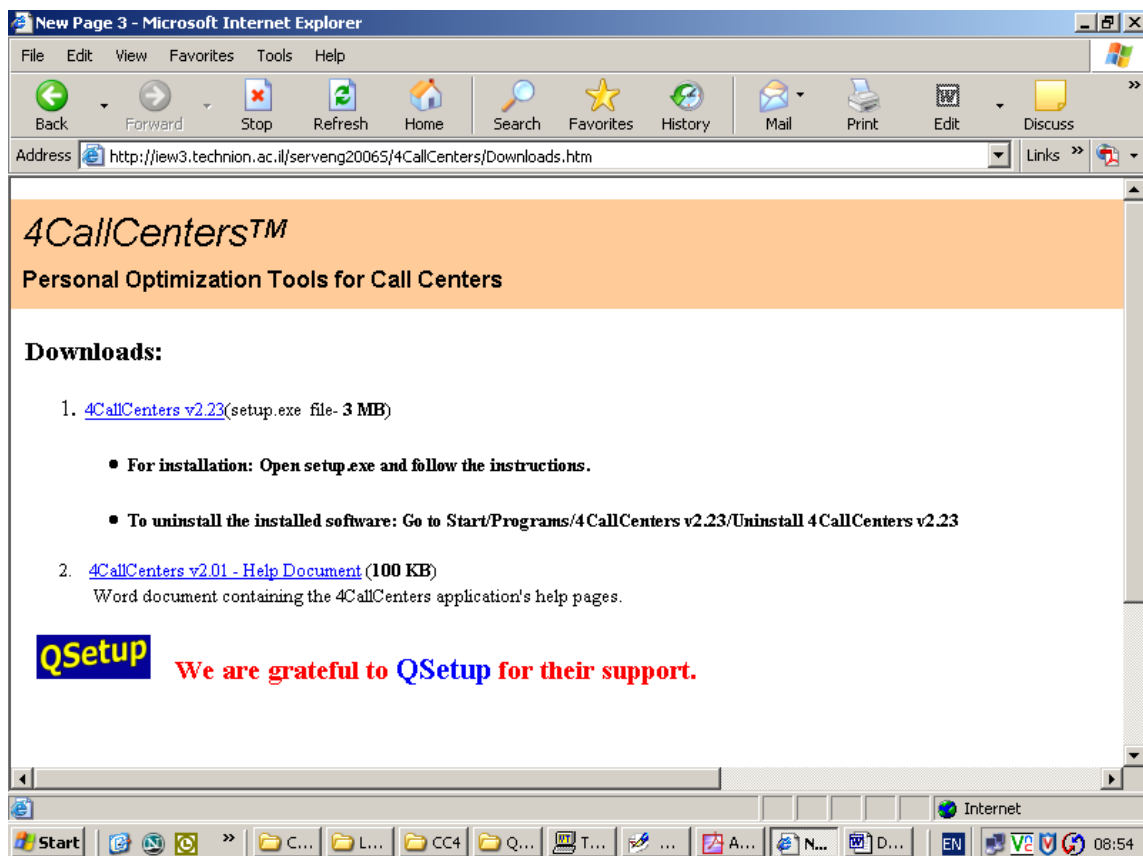 New Page 3 - Microsoft Internet Explorer
File Edit View Favorites Tools Help
Back Forward Stop Refresh Home Search Favorites History Mail Print Edit Discuss »
Address http://iew3.technion.ac.il/serveng2006S/4CallCenters/Downloads.htm Links »
4CallCenters™
Personal Optimization Tools for Call Centers
Downloads:
1. 4CallCenters v2.23(setup.exe file- 3 MB)
• For installation: Open setup.exe and follow the instructions.
• To uninstall the installed software: Go to Start/Programs/4CallCenters v2.23/Uninstall 4CallCenters v2.23
2. 4CallCenters v2.01 - Help Document (100 KB)
Word document containing the 4CallCenters application's help pages.
QSetup We are grateful to QSetup for their support.
Internet
Start » C... L... CC4 Q... T... ... A... N... D... EN 08:54